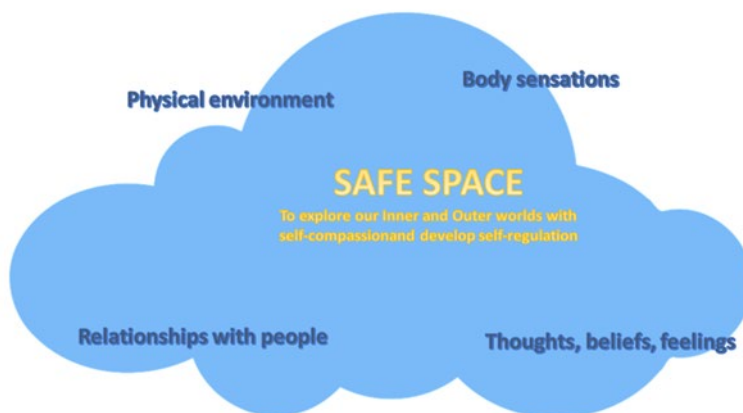 Body sensations
Physical environment
SAFE SPACE
To explore our Inner and Outer worlds with
self-compassionand develop self-regulation
Relationships with people
Thoughts, beliefs, feelings